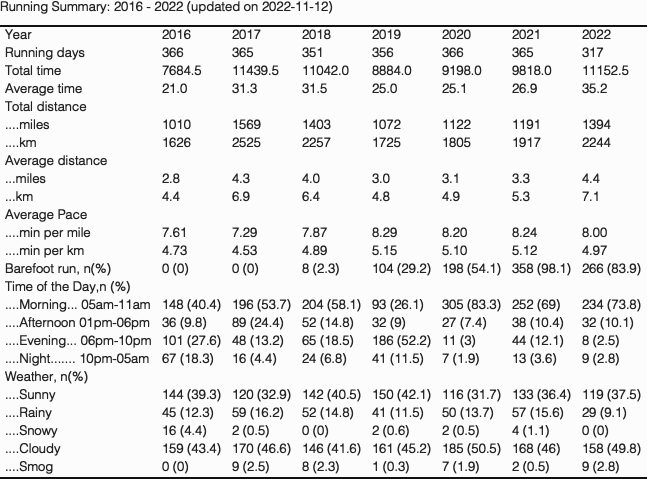 Running Summary: 2016 - 2022 (updated on 2022-11-12)
Year 2016 2017 2018 2019 2020 2021 2022
Running days 366 365 351 356 366 365 317
Total time 7684.5 11439.5 11042.0 8884.0 9198.0 9818.0 11152.5
Average time 21.0 31.3 31.5 25.0 25.1 26.9 35.2
Total distance
....miles 1010 1569 1403 1072 1122 1191 1394
....km 1626 2525 2257 1725 1805 1917 2244
Average distance
...miles 2.8 4.3 4.0 3.0 3.1 3.3 4.4
...km 4.4 6.9 6.4 4.8 4.9 5.3 7.1
Average Pace
....min per mile 7.61 7.29 7.87 8.29 8.20 8.24 8.00
....min per km 4.73 4.53 4.89 5.15 5.10 5.12 4.97
Barefoot run, n(%) 0 (0) 0 (0) 8 (2.3) 104 (29.2) 198 (54.1) 358 (98.1) 266 (83.9)
Time of the Day,n (%)
....Morning... 05am-11am 148 (40.4) 196 (53.7) 204 (58.1) 93 (26.1) 305 (83.3) 252 (69) 234 (73.8)
....Afternoon 01pm-06pm 36 (9.8) 89 (24.4) 52 (14.8) 32 (9) 27 (7.4) 38 (10.4) 32 (10.1)
....Evening... 06pm-10pm 101 (27.6) 48 (13.2) 65 (18.5) 186 (52.2) 11 (3) 44 (12.1) 8 (2.5)
....Night....... 10pm-05am 67 (18.3) 16 (4.4) 24 (6.8) 41 (11.5) 7 (1.9) 13 (3.6) 9 (2.8)
Weather, n(%)
....Sunny 144 (39.3) 120 (32.9) 142 (40.5) 150 (42.1) 116 (31.7) 133 (36.4) 119 (37.5)
....Rainy 45 (12.3) 59 (16.2) 52 (14.8) 41 (11.5) 50 (13.7) 57 (15.6) 29 (9.1)
....Snowy 16 (4.4) 2 (0.5) 0 (0) 2 (0.6) 2 (0.5) 4 (1.1) 0 (0)
....Cloudy 159 (43.4) 170 (46.6) 146 (41.6) 161 (45.2) 185 (50.5) 168 (46) 158 (49.8)
....Smog 0 (0) 9 (2.5) 8 (2.3) 1 (0.3) 7 (1.9) 2 (0.5) 9 (2.8)